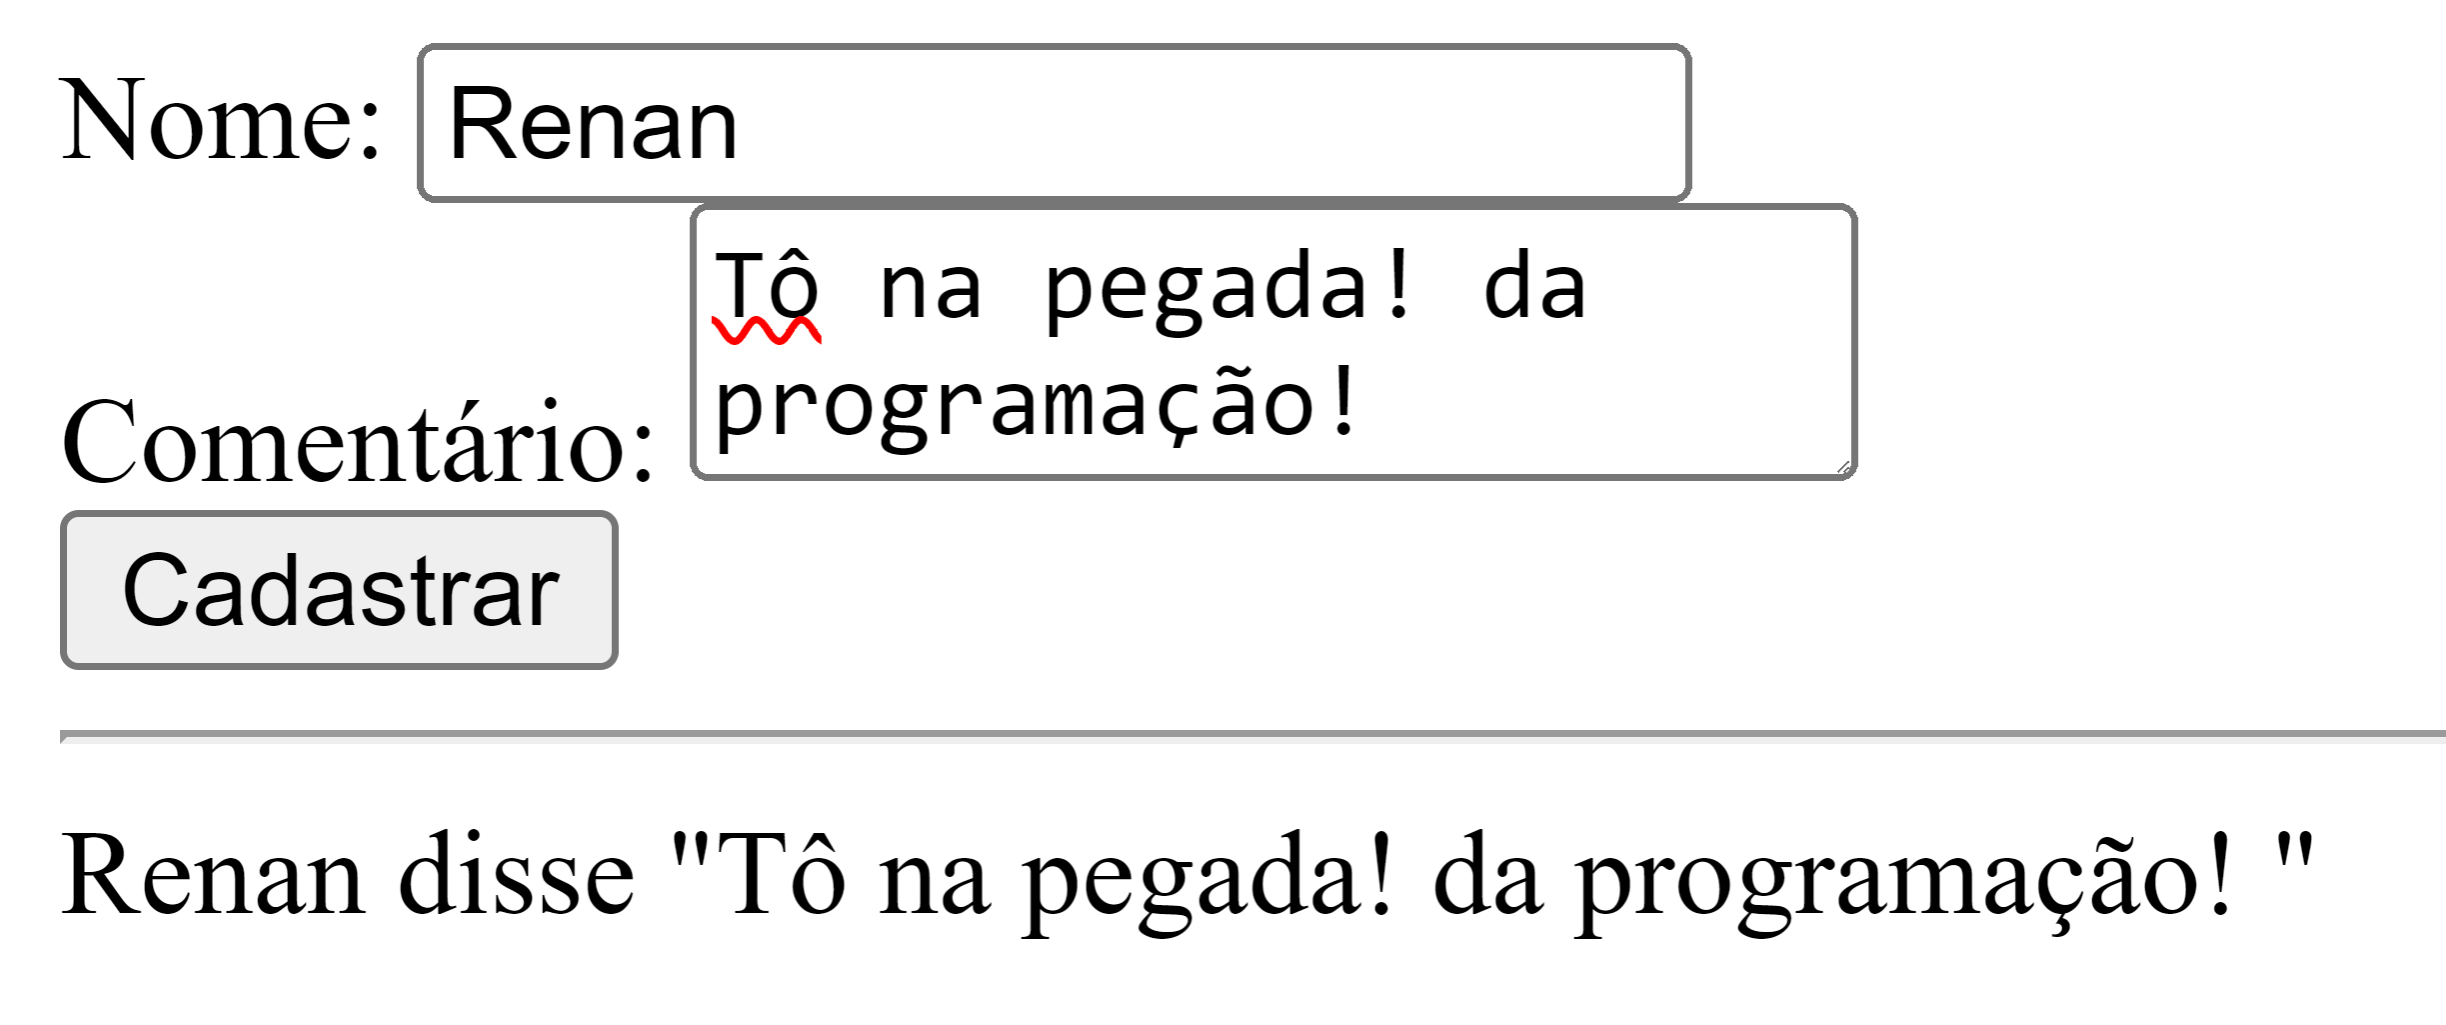 Nome: Renan
Tô na pegada! da
programação!
Comentário:
Cadastrar
Renan disse "Tô na pegada! da programação! "